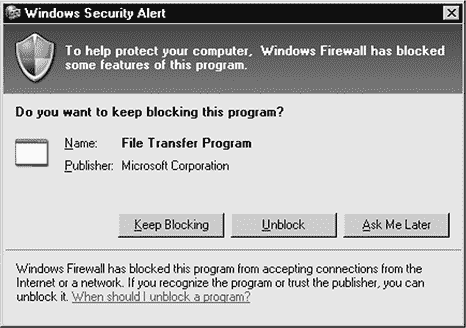 Windows Security Alert
To help protect your computer, Windows Firewall has blocked
some features of this program.
Do you want to keep blocking this program?
Name: File Transfer Program
Publisher: Microsoft Corporation
Keep Blocking Unblock Ask Me Later
Windows Firewall has blocked this program from accepting connections from the
Internet or a network. If you recognize the program or trust the publisher, you can
unblock it. When should I unblock a program?